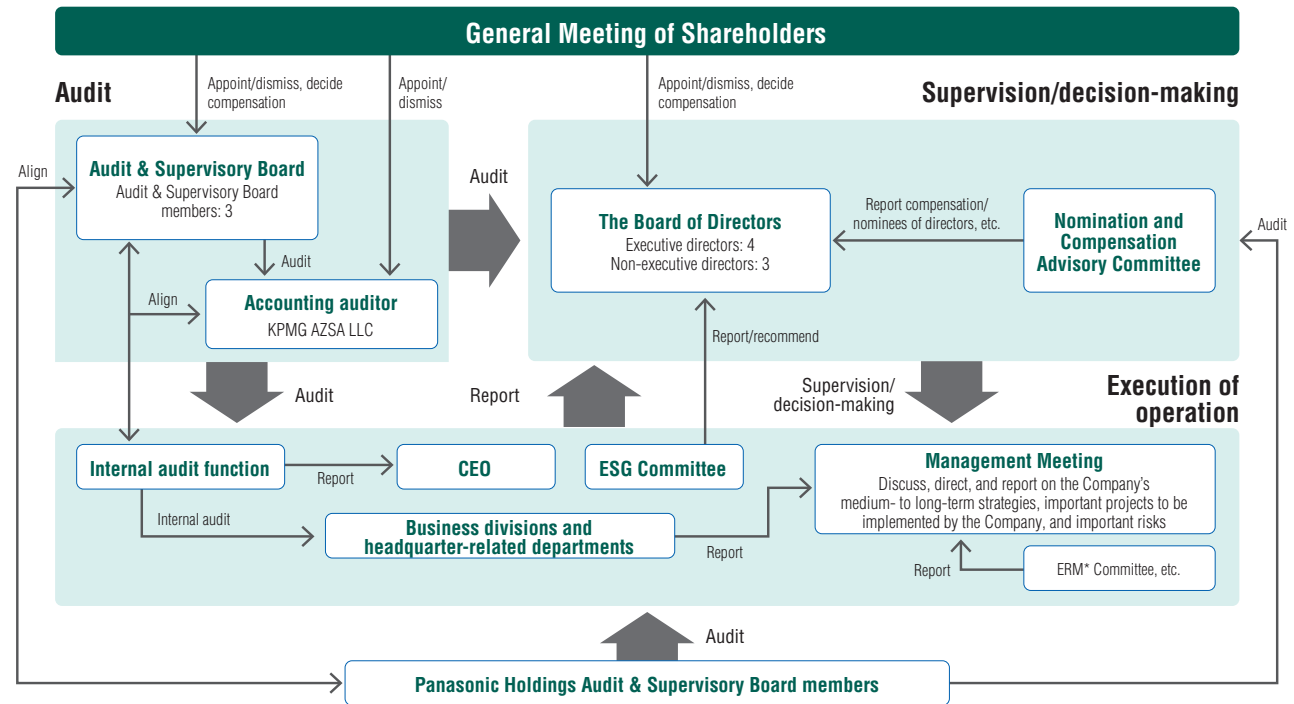 General Meeting of Shareholders
Audit
Appoint/dismiss, decide
compensation
Appoint/
dismiss
Appoint/dismiss, decide
compensation
Supervision/decision-making
Align
Audit & Supervisory Board
Audit & Supervisory Board
members: 3
Audit
Align
Accounting auditor
KPMG AZSA LLC
Audit
The Board of Directors
Executive directors: 4
Non-executive directors: 3
Report compensation/
nominees of directors, etc.
Nomination and
Compensation
Advisory Committee
Audit
Report/recommend
Audit
Report
Supervision/
decision-making
Execution of
operation
Internal audit function
Report
CEO
ESG Committee
Management Meeting
Discuss, direct, and report on the Company’s
medium- to long-term strategies, important projects to be
implemented by the Company, and important risks
Internal audit
Business divisions and
headquarter-related departments
Report
Report
ERM* Committee, etc.
Audit
Panasonic Holdings Audit & Supervisory Board members